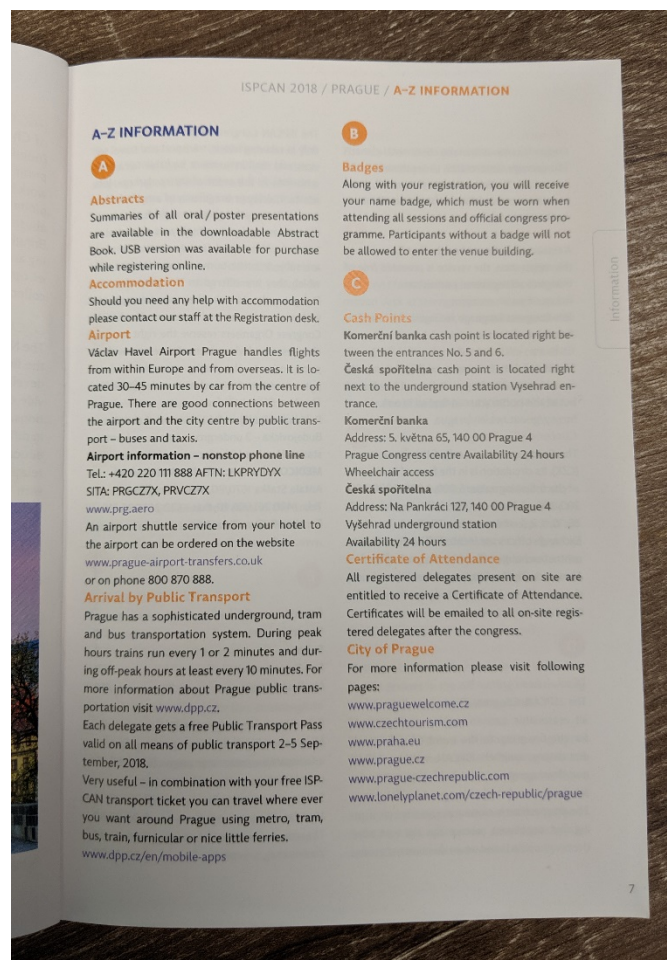 ISPCAN 2018 / PRAGUE / A–Z INFORMATION
A–Z INFORMATION
A
Abstracts
Summaries of all oral / poster presentations
are available in the downloadable Abstract
Book. USB version was available for purchase
while registering online.
Accommodation
Should you need any help with accommodation
please contact our staff at the Registration desk.
Airport
Václav Havel Airport Prague handles flights
from within Europe and from overseas. It is lo-
cated 30–45 minutes by car from the centre of
Prague. There are good connections between
the airport and the city centre by public trans-
port – buses and taxis.
Airport information – nonstop phone line
Tel.: +420 220 111 888 AFTN: LKPRYDYX
SITA: PRGCZ7X, PRVCZ7X
www.prg.aero
An airport shuttle service from your hotel to
the airport can be ordered on the website
www.prague-airport-transfers.co.uk
or on phone 800 870 888.
Arrival by Public Transport
Prague has a sophisticated underground, tram
and bus transportation system. During peak
hours trains run every 1 or 2 minutes and dur-
ing off-peak hours at least every 10 minutes. For
more information about Prague public trans-
portation visit www.dpp.cz.
Each delegate gets a free Public Transport Pass
valid on all means of public transport 2–5 Sep-
tember, 2018.
Very useful – in combination with your free ISP-
CAN transport ticket you can travel where ever
you want around Prague using metro, tram,
bus, train, furnicular or nice little ferries.
www.dpp.cz/en/mobile-apps
B
Badges
Along with your registration, you will receive
your name badge, which must be worn when
attending all sessions and official congress pro-
gramme. Participants without a badge will not
be allowed to enter the venue building.
C
Cash Points
Komerční banka cash point is located right be-
tween the entrances No. 5 and 6.
Česká spořitelna cash point is located right
next to the underground station Vysehrad en-
trance.
Komerční banka
Address: 5. května 65, 140 00 Prague 4
Prague Congress centre Availability 24 hours
Wheelchair access
Česká spořitelna
Address: Na Pankráci 127, 140 00 Prague 4
Vyšehrad underground station
Availability 24 hours
Certificate of Attendance
All registered delegates present on site are
entitled to receive a Certificate of Attendance.
Certificates will be emailed to all on-site regis-
tered delegates after the congress.
City of Prague
For more information please visit following
pages:
www.praguewelcome.cz
www.czechtourism.com
www.praha.eu
www.prague.cz
www.prague-czechrepublic.com
www.lonelyplanet.com/czech-republic/prague
Information
7